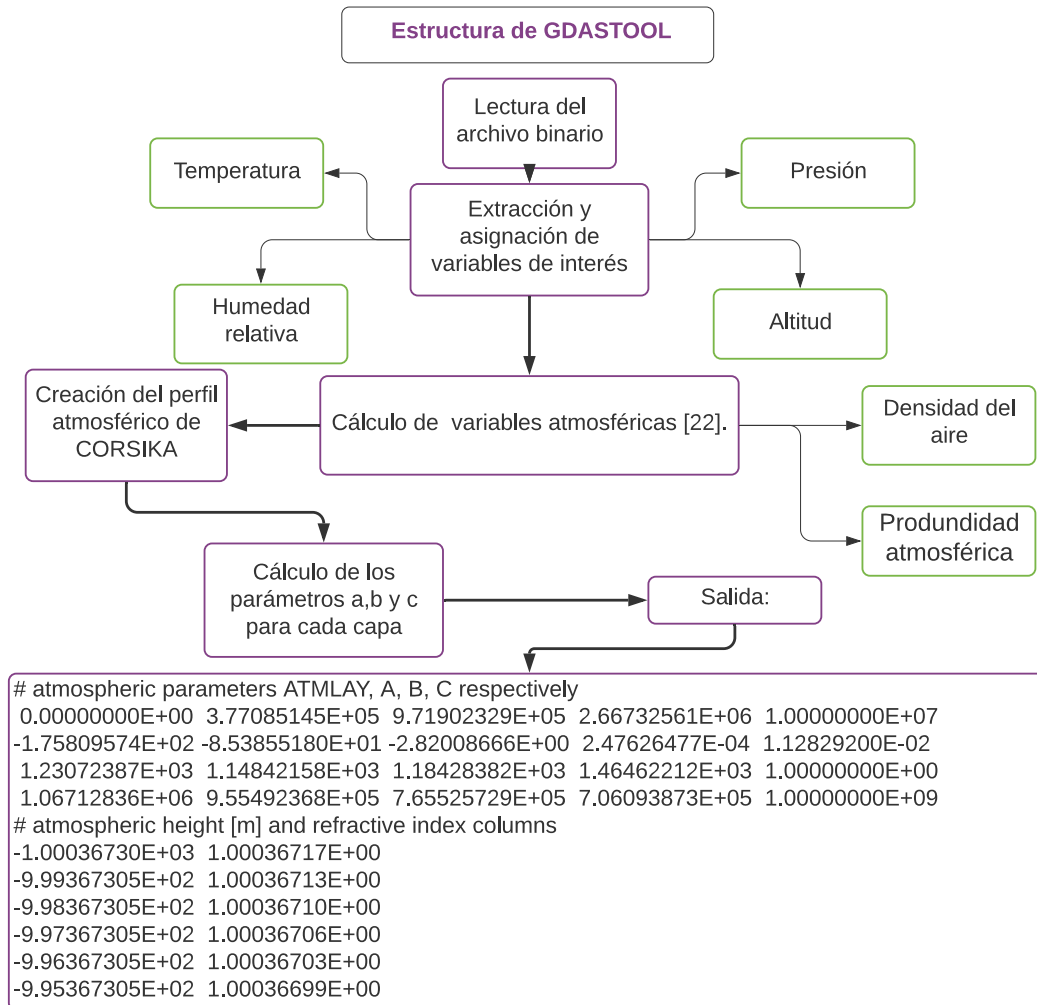 Estructura de GDASTOOL
Lectura del
archivo binario
Temperatura
Presión
Extracción y
asignación de
variables de interés
Humedad
relativa
Altitud
Creación del perfil
atmosférico de
CORSIKA
Cálculo de variables atmosféricas [22].
Densidad del
aire
Produndidad
atmosférica
Cálculo de los
parámetros a,b y c
para cada capa
Salida:
# atmospheric parameters ATMLAY, A, B, C respectively
0.00000000E+00 3.77085145E+05 9.71902329E+05 2.66732561E+06 1.00000000E+07
-1.75809574E+02 -8.53855180E+01 -2.82008666E+00 2.47626477E-04 1.12829200E-02
1.23072387E+03 1.14842158E+03 1.18428382E+03 1.46462212E+03 1.00000000E+00
1.06712836E+06 9.55492368E+05 7.65525729E+05 7.06093873E+05 1.00000000E+09
# atmospheric height [m] and refractive index columns
-1.00036730E+03 1.00036717E+00
-9.99367305E+02 1.00036713E+00
-9.98367305E+02 1.00036710E+00
-9.97367305E+02 1.00036706E+00
-9.96367305E+02 1.00036703E+00
-9.95367305E+02 1.00036699E+00